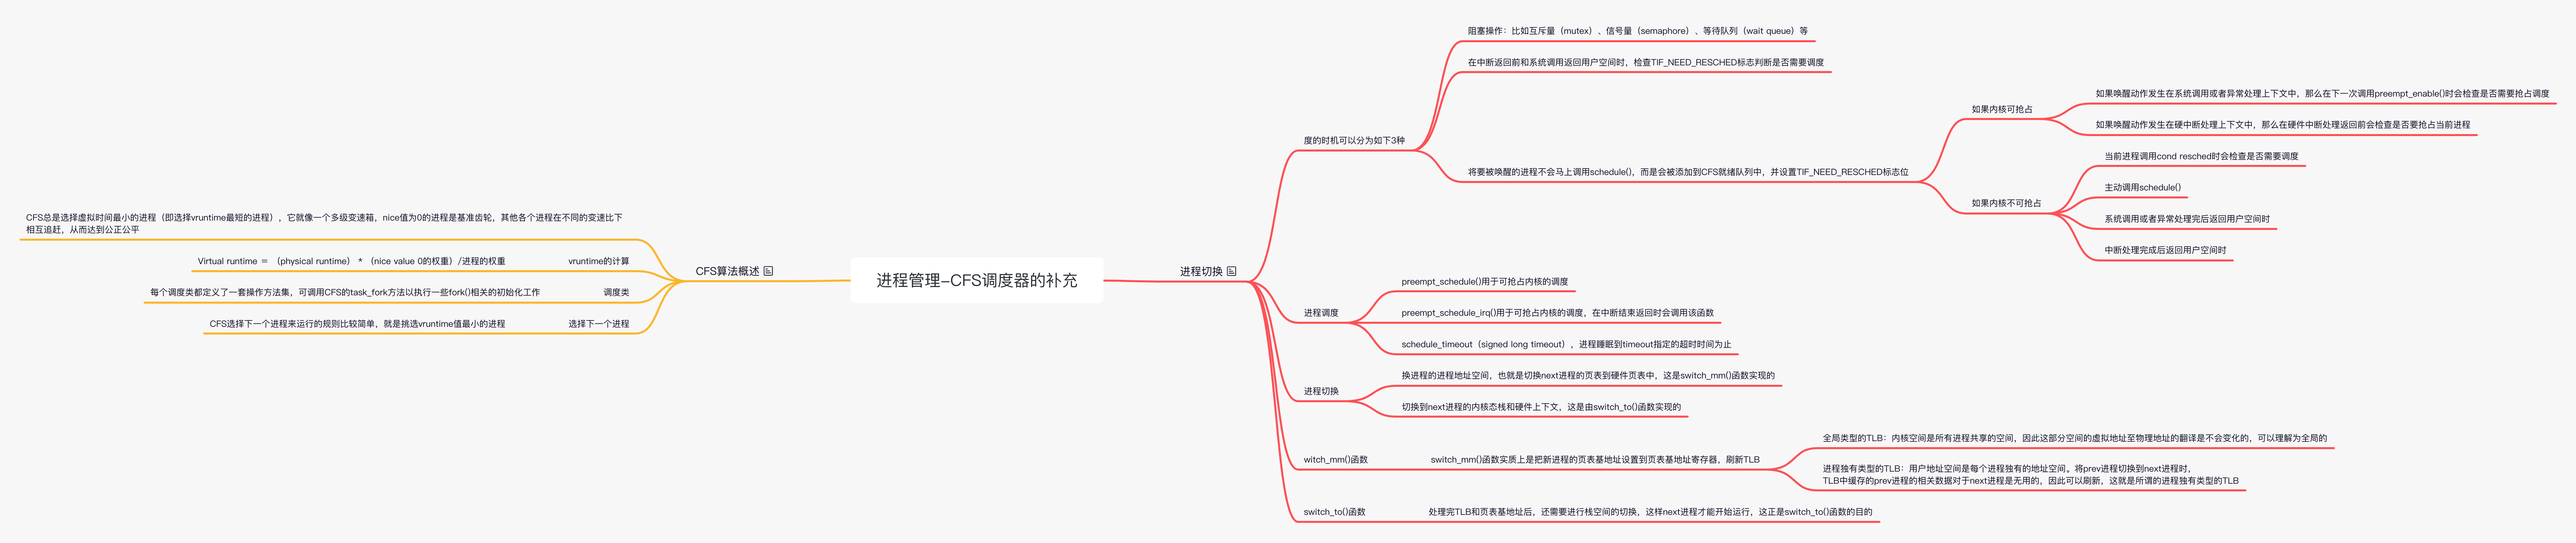 进程管理-CFS调度器的补充
CFS算法概述
CFS总是选择虚拟时间最小的进程（即选择vruntime最短的进程），它就像一个多级变速箱，nice值为0的进程是基准齿轮，其他各个进程在不同的变速比下
相互追赶，从而达到公正公平
vruntime的计算
Virtual runtime = （physical runtime） * （nice value 0的权重）/进程的权重
调度类
每个调度类都定义了一套操作方法集，可调用CFS的task_fork方法以执行一些fork()相关的初始化工作
选择下一个进程
CFS选择下一个进程来运行的规则比较简单，就是挑选vruntime值最小的进程
进程切换
度的时机可以分为如下3种
阻塞操作：比如互斥量（mutex）、信号量（semaphore）、等待队列（wait queue）等
在中断返回前和系统调用返回用户空间时，检查TIF_NEED_RESCHED标志判断是否需要调度
将要被唤醒的进程不会马上调用schedule()，而是会被添加到CFS就绪队列中，并设置TIF_NEED_RESCHED标志位
如果内核可抢占
如果唤醒动作发生在系统调用或者异常处理上下文中，那么在下一次调用preempt_enable()时会检查是否需要抢占调度
如果唤醒动作发生在硬中断处理上下文中，那么在硬件中断处理返回前会检查是否要抢占当前进程
如果内核不可抢占
当前进程调用cond resched时会检查是否需要调度
主动调用schedule()
系统调用或者异常处理完后返回用户空间时
中断处理完成后返回用户空间时
进程调度
preempt_schedule()用于可抢占内核的调度
preempt_schedule_irq()用于可抢占内核的调度，在中断结束返回时会调用该函数
schedule_timeout（signed long timeout），进程睡眠到timeout指定的超时时间为止
进程切换
换进程的进程地址空间，也就是切换next进程的页表到硬件页表中，这是switch_mm()函数实现的
切换到next进程的内核态栈和硬件上下文，这是由switch_to()函数实现的
witch_mm()函数
switch_mm()函数实质上是把新进程的页表基地址设置到页表基地址寄存器，刷新TLB
全局类型的TLB：内核空间是所有进程共享的空间，因此这部分空间的虚拟地址至物理地址的翻译是不会变化的，可以理解为全局的
进程独有类型的TLB：用户地址空间是每个进程独有的地址空间。将prev进程切换到next进程时，
TLB中缓存的prev进程的相关数据对于next进程是无用的，因此可以刷新，这就是所谓的进程独有类型的TLB
switch_to()函数
处理完TLB和页表基地址后，还需要进行栈空间的切换，这样next进程才能开始运行，这正是switch_to()函数的目的